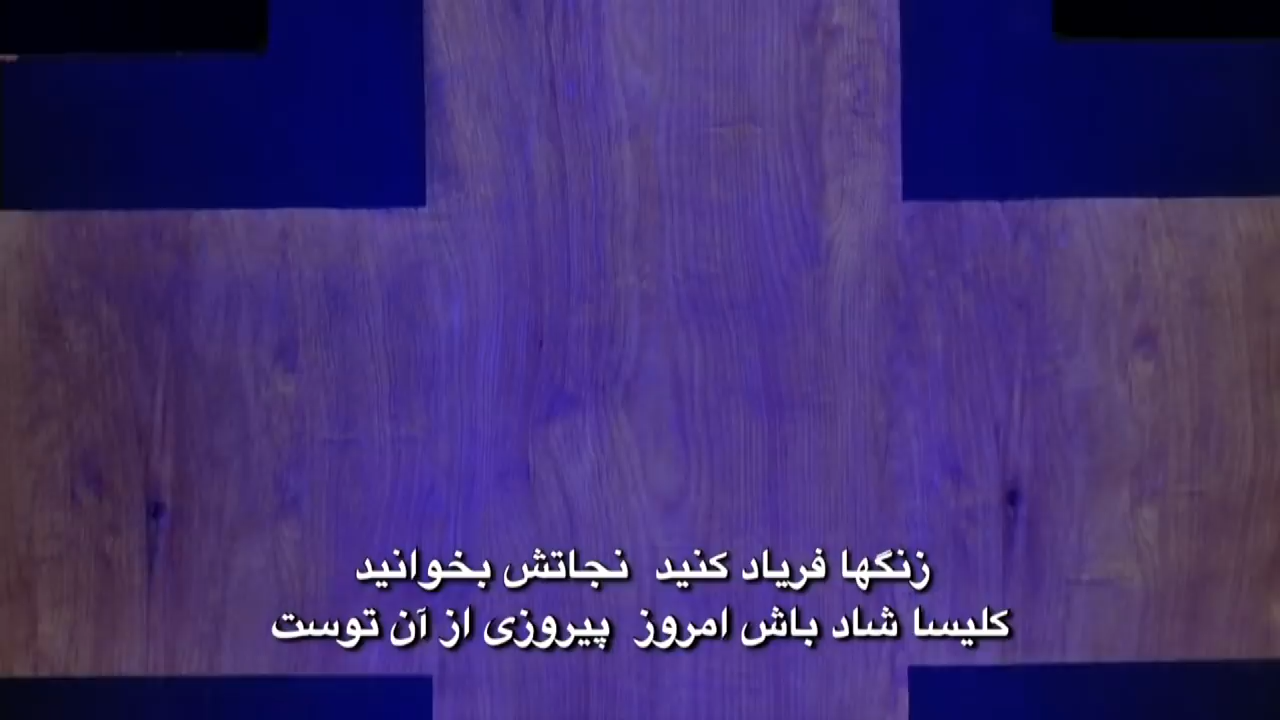 زنگها فریاد کنید نجاتش بخوانید
کلیسا شاد باش امروز پیروزی از آن توست